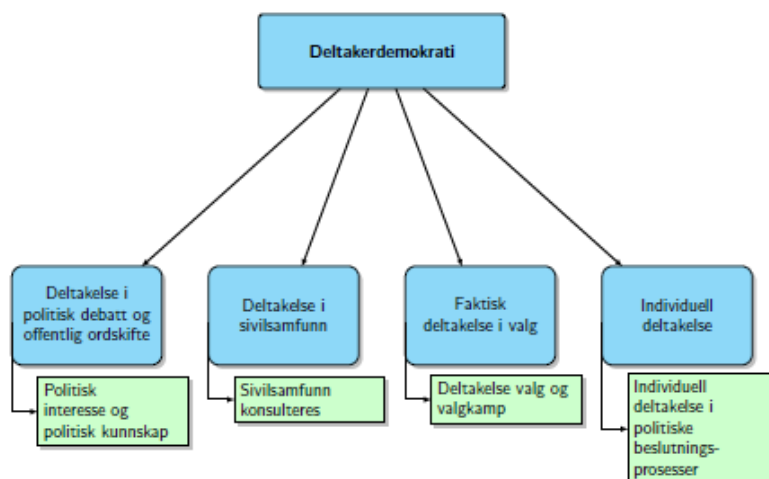 Deltakerdemokrati
Deltakelse i
politisk debatt og
offentlig ordskifte
Deltakelse i
sivilsamfunn
Faktisk
deltakelse i valg
Individuell
deltakelse
Politisk
interesse og
politisk kunnskap
Sivilsamfunn
konsulteres
Deltakelse valg og
valgkamp
Individuell
deltakelse i
politiske
beslutnings-
prosesser